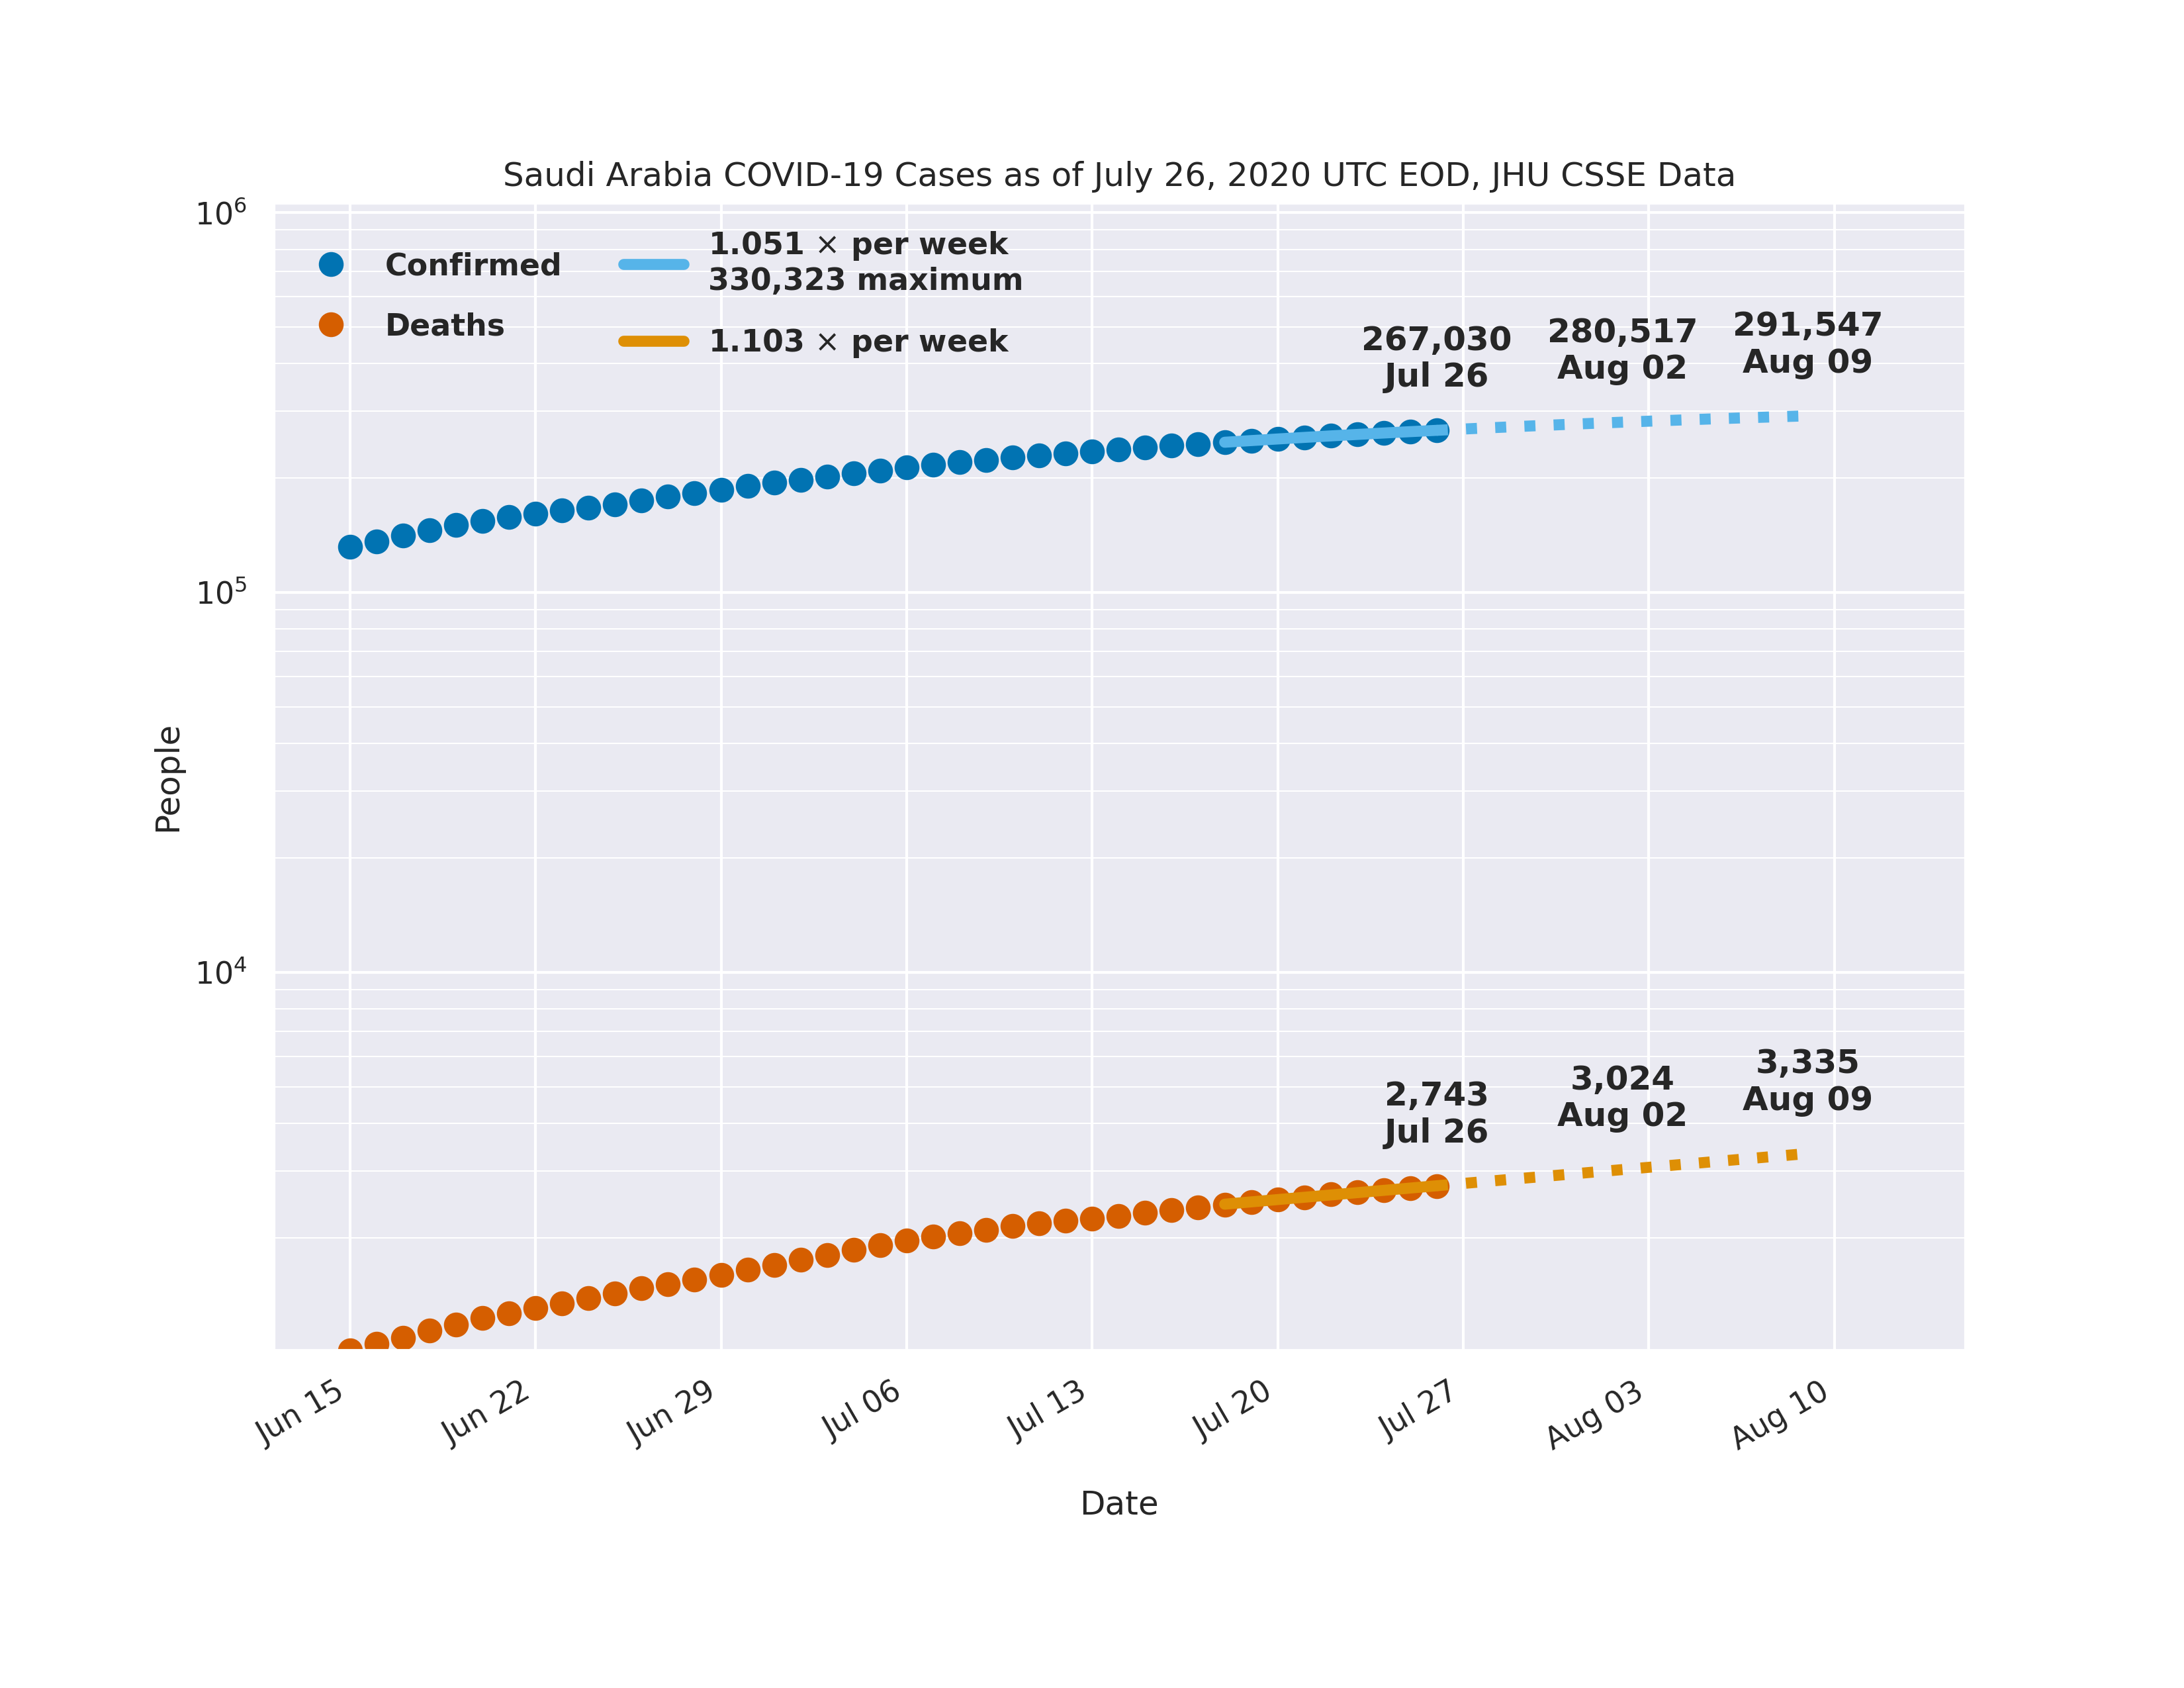 Saudi Arabia COVID-19 Cases as of July 26, 2020 UTC EOD, JHU CSSE Data
10⁶
Confirmed
Deaths
1.051 × per week
330,323 maximum
1.103 × per week
267,030
Jul 26
280,517
Aug 02
291,547
Aug 09
10⁵
People
10⁴
2,743
Jul 26
3,024
Aug 02
3,335
Aug 09
Jun 15
Jun 22
Jun 29
Jul 06
Jul 13
Jul 20
Jul 27
Aug 03
Aug 10
Date